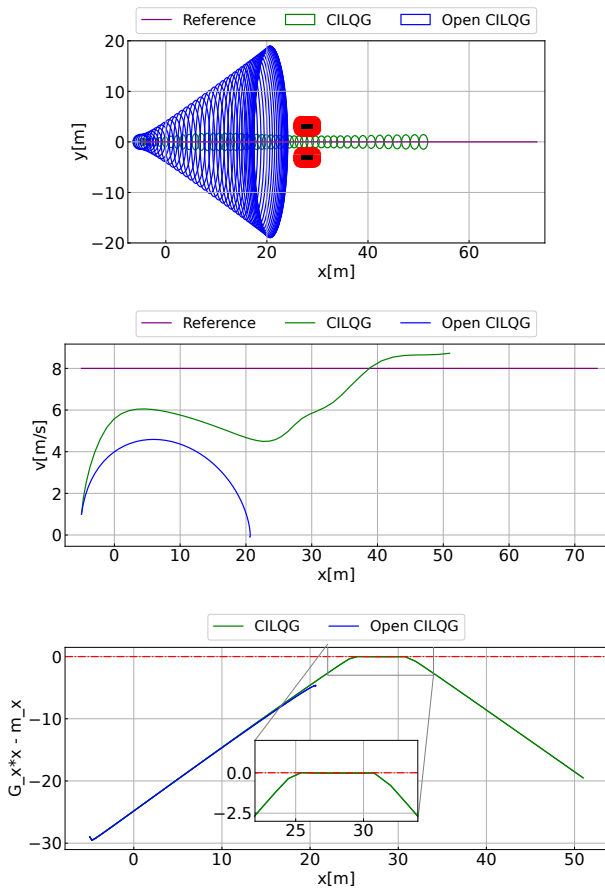 Reference CILQG Open CILQG
20
10
0
−10
−20
y[m]
0 20 40 60
x[m]
Reference CILQG Open CILQG
8
6
4
2
0
v[m/s]
0 10 20 30 40 50 60 70
x[m]
CILQG Open CILQG
0
−10
−20
−30
G_x*x - m_x
0.0
−2.5
25 30
0 10 20 30 40 50
x[m]